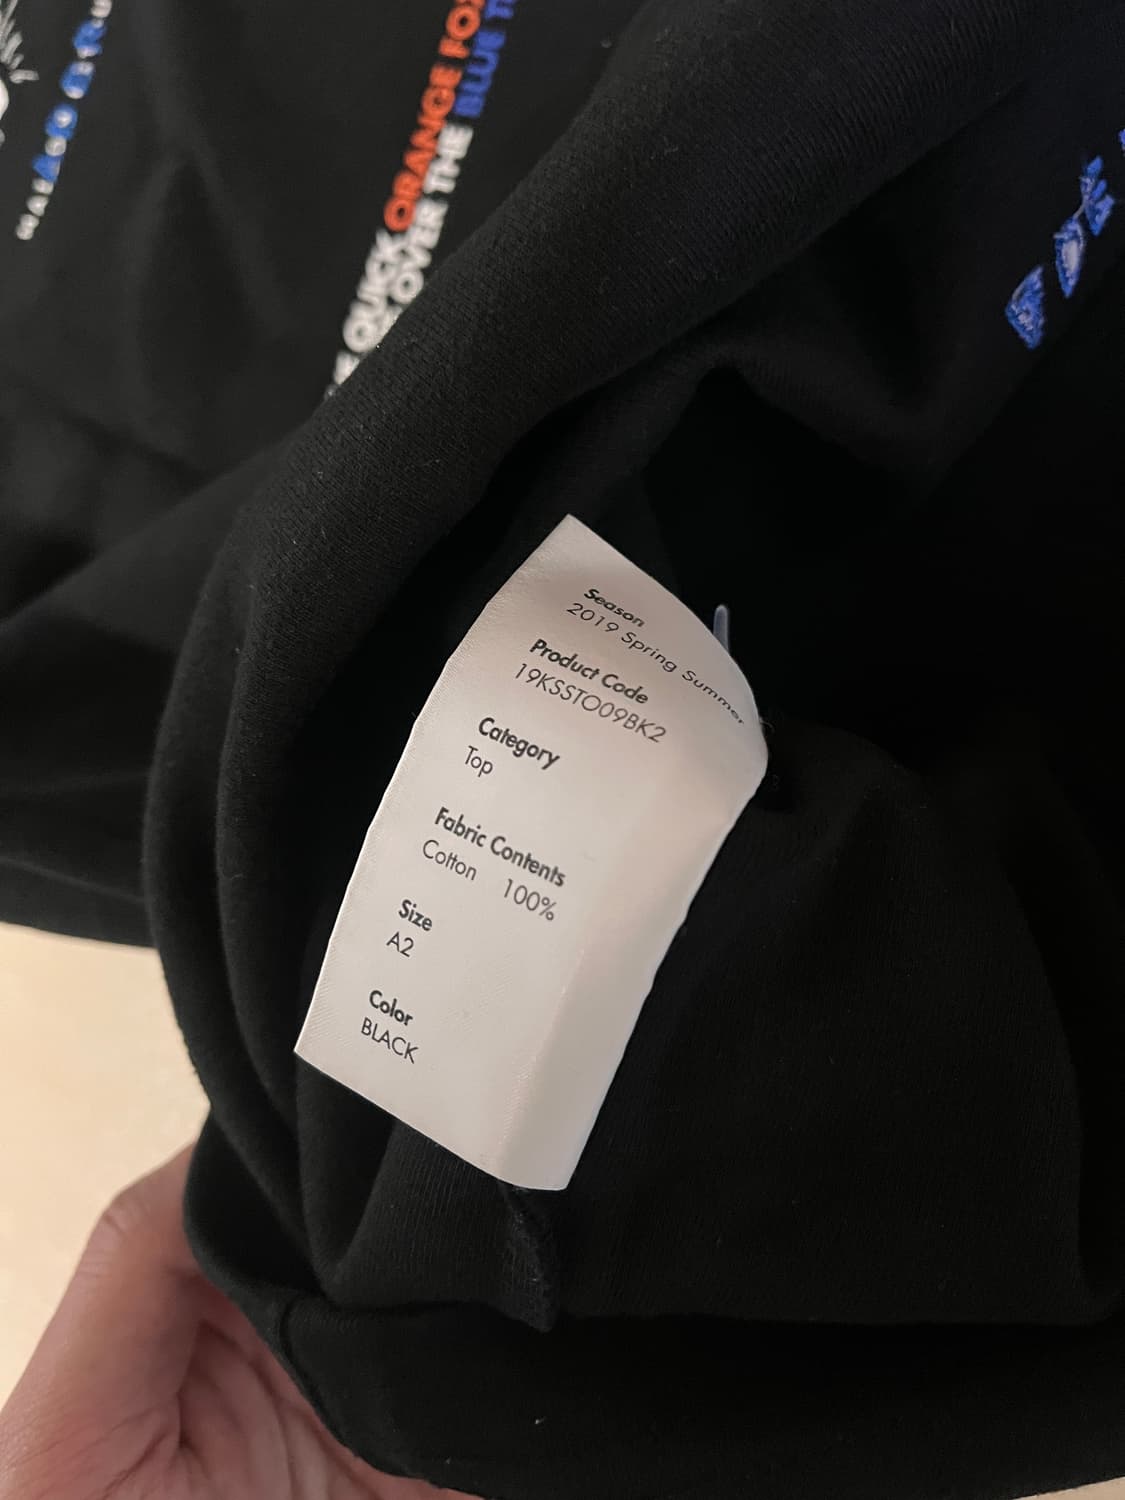 QUICK ORANGE FO
OVER THE BLUE T
Season
2019 Spring Summer
Product Code
19KSSTO09BK2
Category
Top
Fabric Contents
Cotton 100%
Size
A2
Color
BLACK